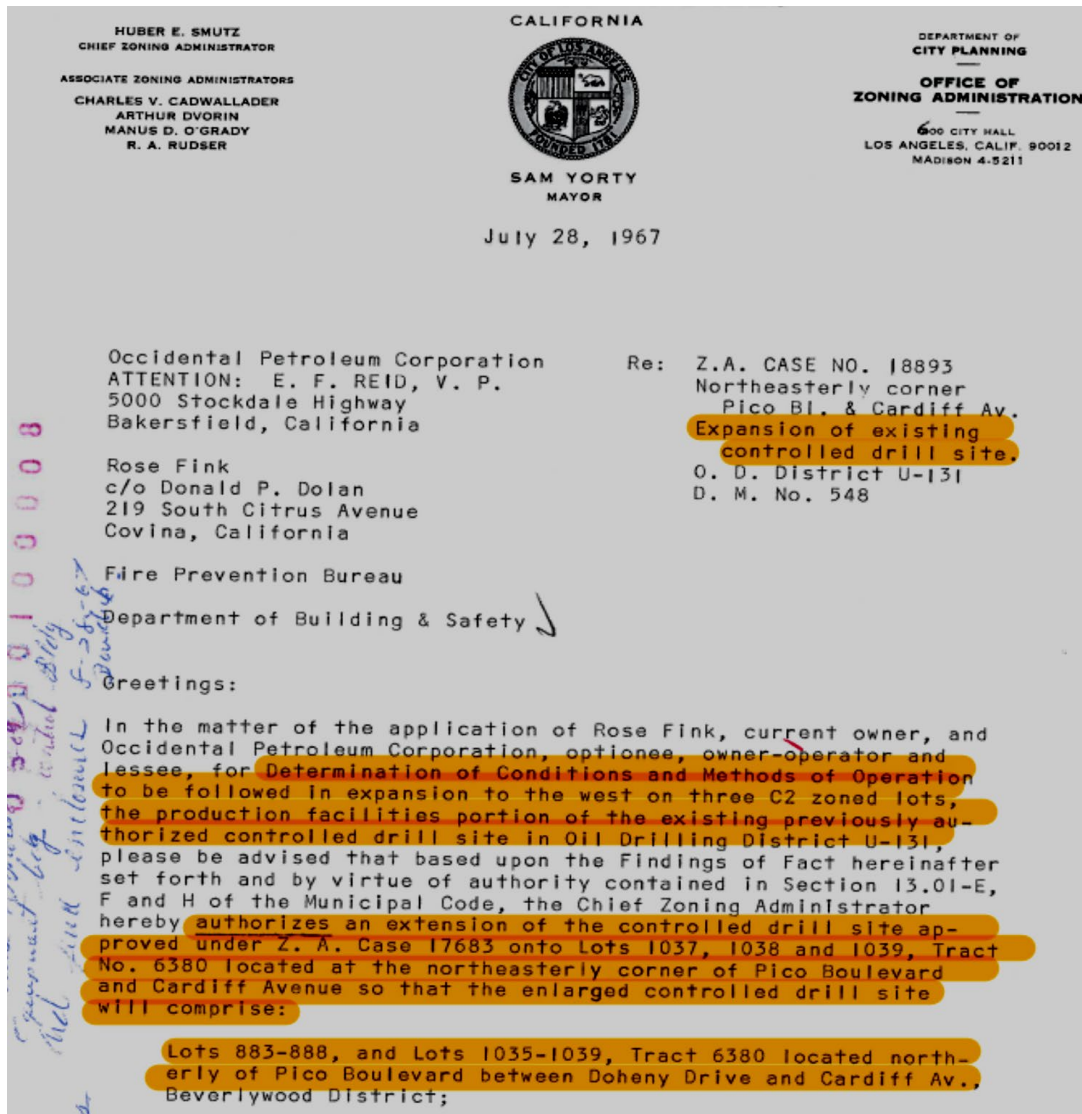 HUBER E. SMUTZ
CHIEF ZONING ADMINISTRATOR
ASSOCIATE ZONING ADMINISTRATORS
CHARLES V. CADWALLADER
ARTHUR DVORIN
MANUS D. O'GRADY
R. A. RUDSER
CALIFORNIA
CITY OF LOS ANGELES
FOUNDED 1781
SAM YORTY
MAYOR
DEPARTMENT OF
CITY PLANNING
OFFICE OF
ZONING ADMINISTRATION
600 CITY HALL
LOS ANGELES, CALIF. 90012
MADISON 4-5211
July 28, 1967
Occidental Petroleum Corporation
ATTENTION: E. F. REID, V. P.
5000 Stockdale Highway
Bakersfield, California
Re: Z.A. CASE NO. 18893
Northeasterly corner
Pico Bl. & Cardiff Av.
Expansion of existing
controlled drill site.
O. D. District U-131
D. M. No. 548
Rose Fink
c/o Donald P. Dolan
219 South Citrus Avenue
Covina, California
Fire Prevention Bureau
Department of Building & Safety
Greetings:
In the matter of the application of Rose Fink, current owner, and
Occidental Petroleum Corporation, optionee, owner-operator and
lessee, for Determination of Conditions and Methods of Operation
to be followed in expansion to the west on three C2 zoned lots,
the production facilities portion of the existing previously au-
thorized controlled drill site in Oil Drilling District U-131,
please be advised that based upon the Findings of Fact hereinafter
set forth and by virtue of authority contained in Section 13.01-E,
F and H of the Municipal Code, the Chief Zoning Administrator
hereby authorizes an extension of the controlled drill site ap-
proved under Z. A. Case 17683 onto Lots 1037, 1038 and 1039, Tract
No. 6380 located at the northeasterly corner of Pico Boulevard
and Cardiff Avenue so that the enlarged controlled drill site
will comprise:
Lots 883-888, and Lots 1035-1039, Tract 6380 located north-
erly of Pico Boulevard between Doheny Drive and Cardiff Av.,
Beverlywood District;